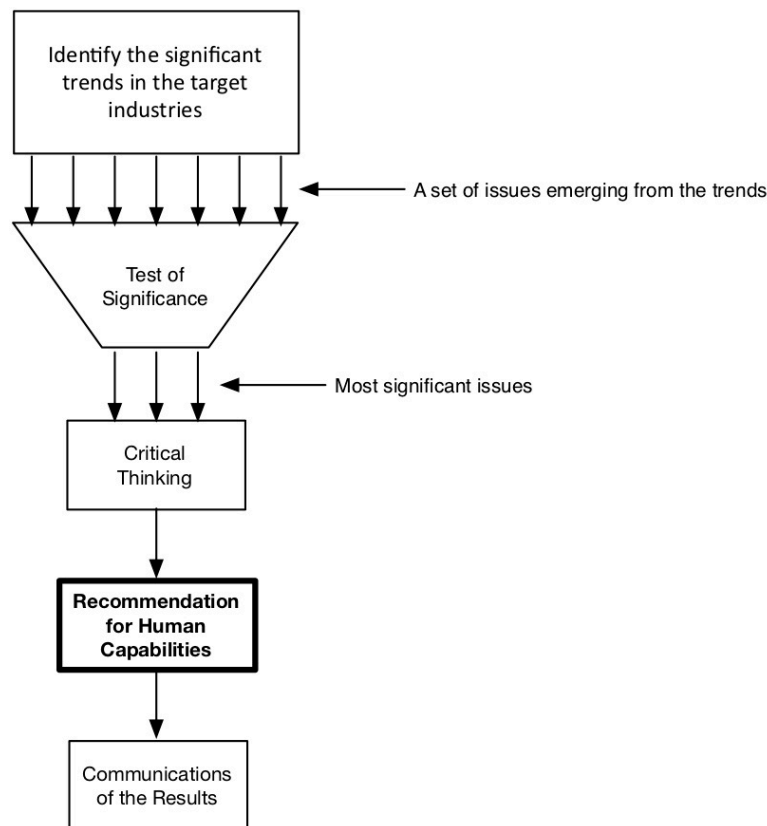 Identify the significant
trends in the target
industries
A set of issues emerging from the trends
Test of
Significance
Most significant issues
Critical
Thinking
Recommendation
for Human
Capabilities
Communications
of the Results